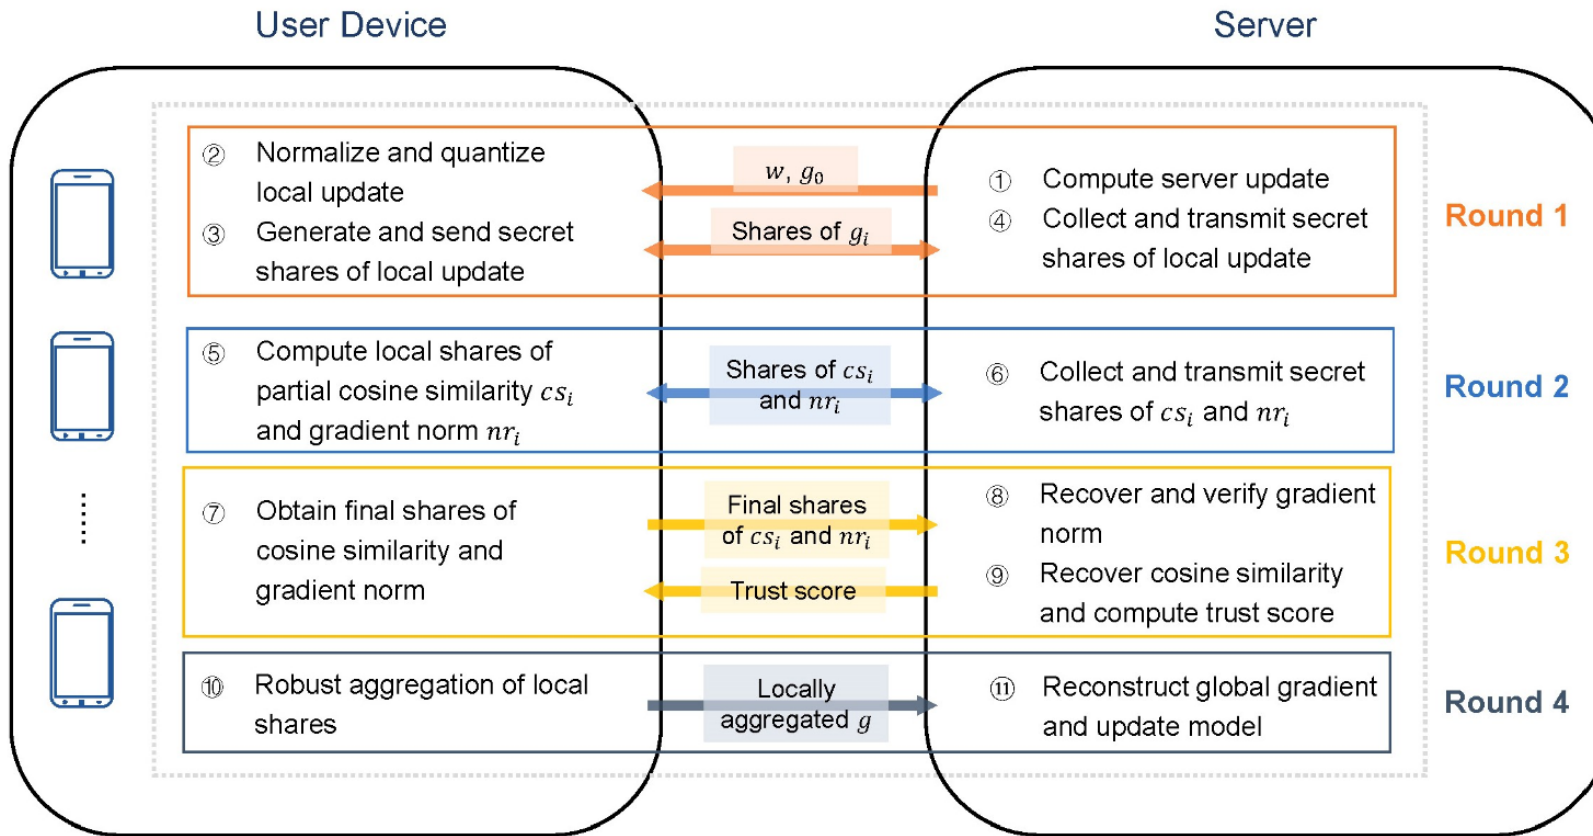 User Device
Server
② Normalize and quantize
local update
③ Generate and send secret
shares of local update
w, g₀
Shares of gᵢ
① Compute server update
④ Collect and transmit secret
shares of local update
Round 1
⑤ Compute local shares of
partial cosine similarity csᵢ
and gradient norm nrᵢ
Shares of csᵢ
and nrᵢ
⑥ Collect and transmit secret
shares of csᵢ and nrᵢ
Round 2
⑦ Obtain final shares of
cosine similarity and
gradient norm
Final shares
of csᵢ and nrᵢ
Trust score
⑧ Recover and verify gradient
norm
⑨ Recover cosine similarity
and compute trust score
Round 3
⑩ Robust aggregation of local
shares
Locally
aggregated g
⑪ Reconstruct global gradient
and update model
Round 4